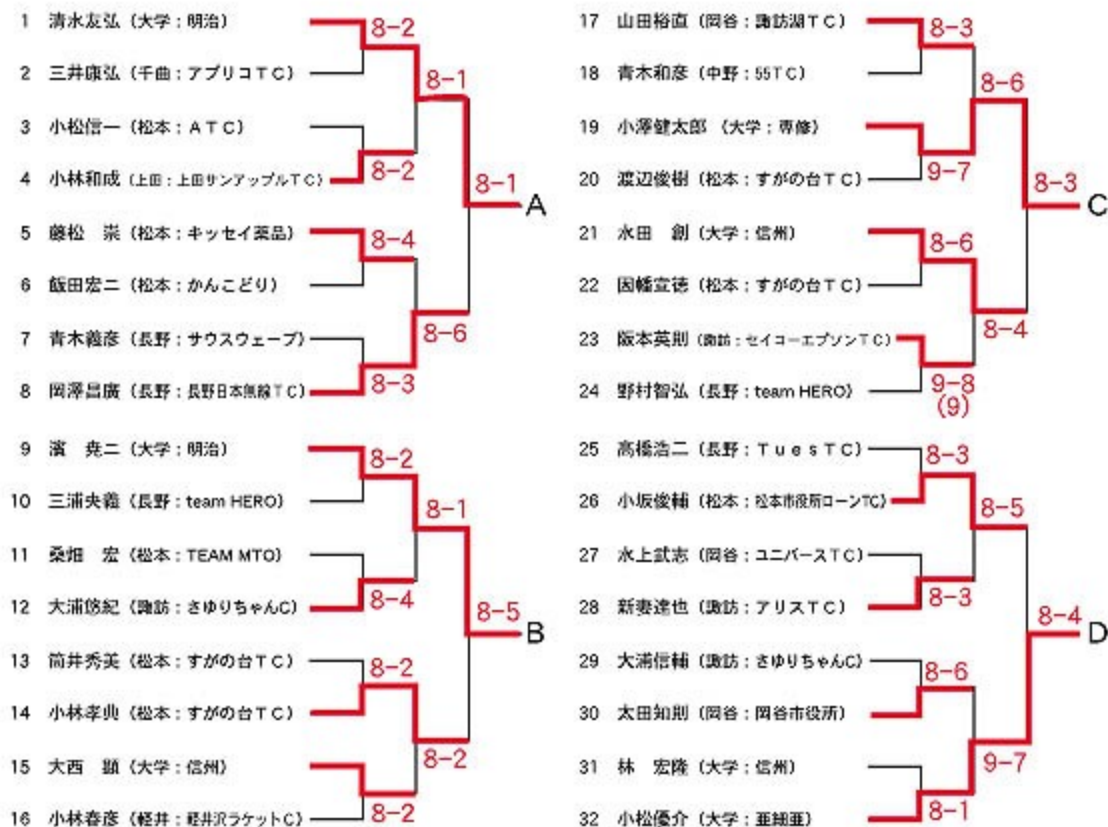 1 清水友弘（大学：明治）
8-2
2 三井康弘（千曲：アプリコTC）
8-1
3 小松信一（松本：ATC）
8-2
4 小林和成（上田：上田サンアップルTC）
8-1
A
5 藤松 崇（松本：キッセイ薬品）
8-4
6 飯田宏二（松本：かんこどり）
7 青木義彦（長野：サウスウェーブ）
8-6
8 岡澤昌廣（長野：長野日本無線TC）
8-3
9 濱 尭二（大学：明治）
8-2
10 三浦央義（長野：team HERO）
8-1
11 桑畑 宏（松本：TEAM MTO）
12 大浦悠紀（諏訪：さゆりちゃんC）
8-4
8-5
B
13 筒井秀美（松本：すがの台TC）
8-2
14 小林孝典（松本：すがの台TC）
15 大西 顕（大学：信州）
8-2
16 小林春彦（軽井：軽井沢ラケットC）
8-2
17 山田裕直（岡谷：諏訪湖TC）
8-3
18 青木和彦（中野：55TC）
8-6
19 小澤健太郎（大学：専修）
9-7
20 渡辺俊樹（松本：すがの台TC）
8-3
C
21 水田 創（大学：信州）
8-6
22 因幡宣徳（松本：すがの台TC）
23 阪本英則（諏訪：セイコーエプソンTC）
8-4
24 野村智弘（長野：team HERO）
9-8
(9)
25 高橋浩二（長野：TuesTC）
8-3
26 小坂俊輔（松本：松本市役所ローンTC）
8-5
27 水上武志（岡谷：ユニバースTC）
28 新妻達也（諏訪：アリスTC）
8-3
8-4
D
29 大浦信輔（諏訪：さゆりちゃんC）
8-6
30 太田知則（岡谷：岡谷市役所）
31 林 宏隆（大学：信州）
9-7
32 小松優介（大学：亜細亜）
8-1